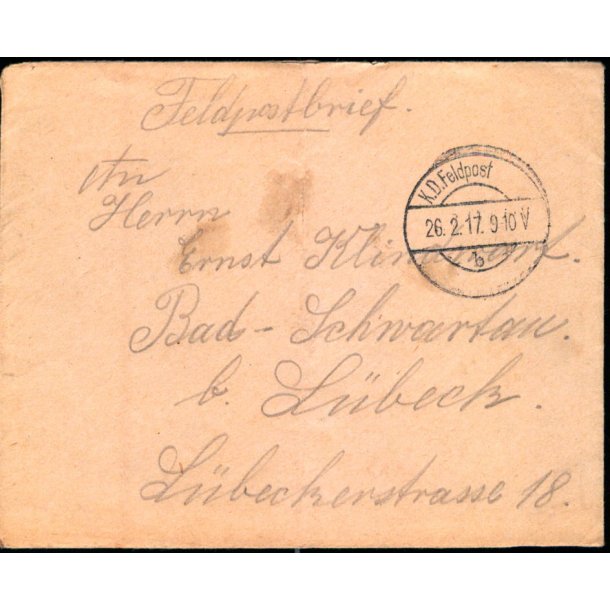 Feldpostbrief.
K.D.Feldpost
26. 2. 17. 9-10 V
b
An
Herrn
Ernst
Bad-Schwartau.
b. Lübeck.
Lübeckerstrasse 18.